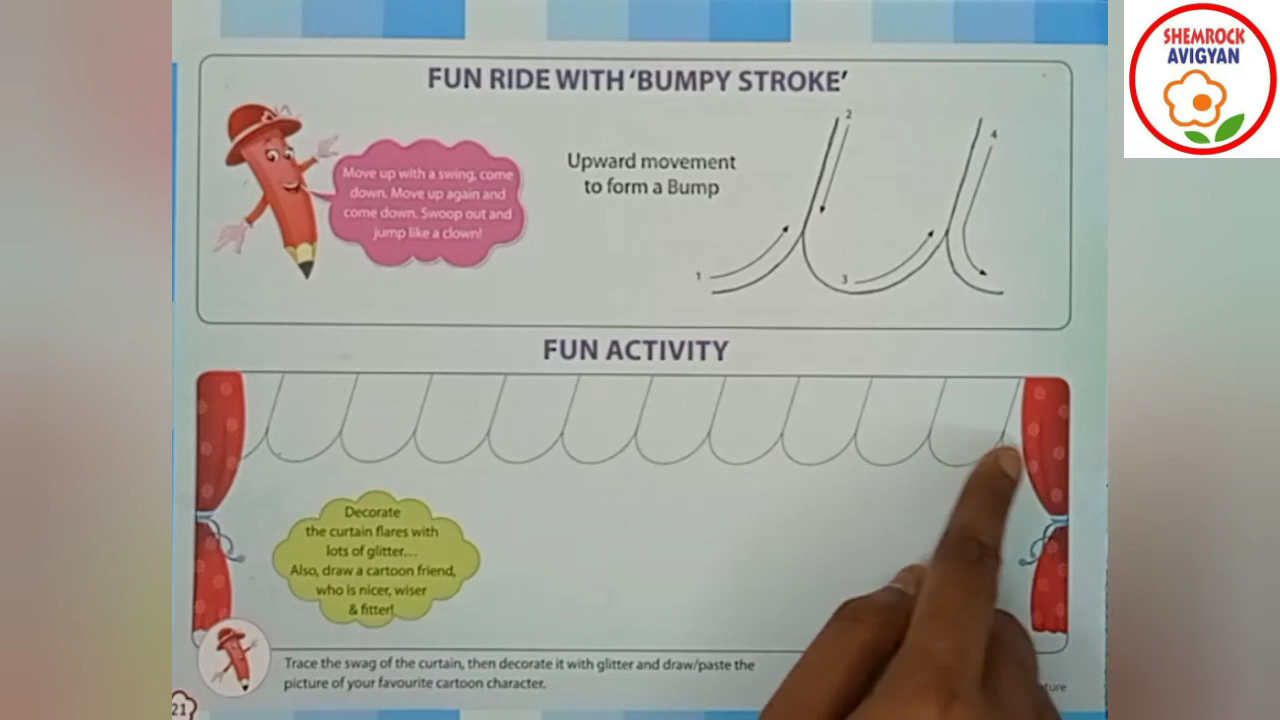 SHEMROCK
AVIGYAN
FUN RIDE WITH 'BUMPY STROKE'
Move up with a swing, come
down. Move up again and
come down. Swoop out and
jump like a clown!
Upward movement
to form a Bump
1
2
3
4
FUN ACTIVITY
Decorate
the curtain flares with
lots of glitter...
Also, draw a cartoon friend,
who is nicer, wiser
& fitter!
Trace the swag of the curtain, then decorate it with glitter and draw/paste the
picture of your favourite cartoon character.
21